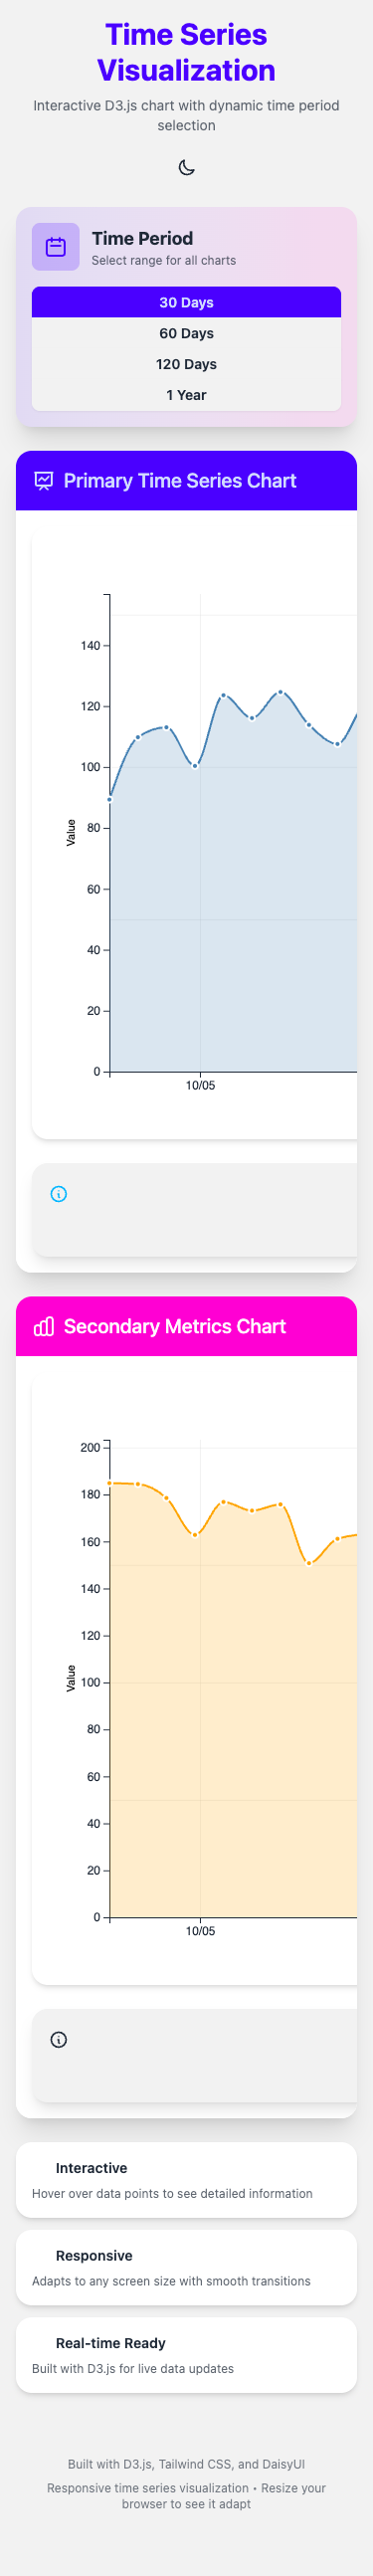 Time Series
Visualization
Interactive D3.js chart with dynamic time period
selection
Time Period
Select range for all charts
30 Days
60 Days
120 Days
1 Year
Primary Time Series Chart
140
120
100
80
60
40
20
0
Value
10/05
Secondary Metrics Chart
200
180
160
140
120
100
80
60
40
20
0
Value
10/05
Interactive
Hover over data points to see detailed information
Responsive
Adapts to any screen size with smooth transitions
Real-time Ready
Built with D3.js for live data updates
Built with D3.js, Tailwind CSS, and DaisyUI
Responsive time series visualization • Resize your
browser to see it adapt